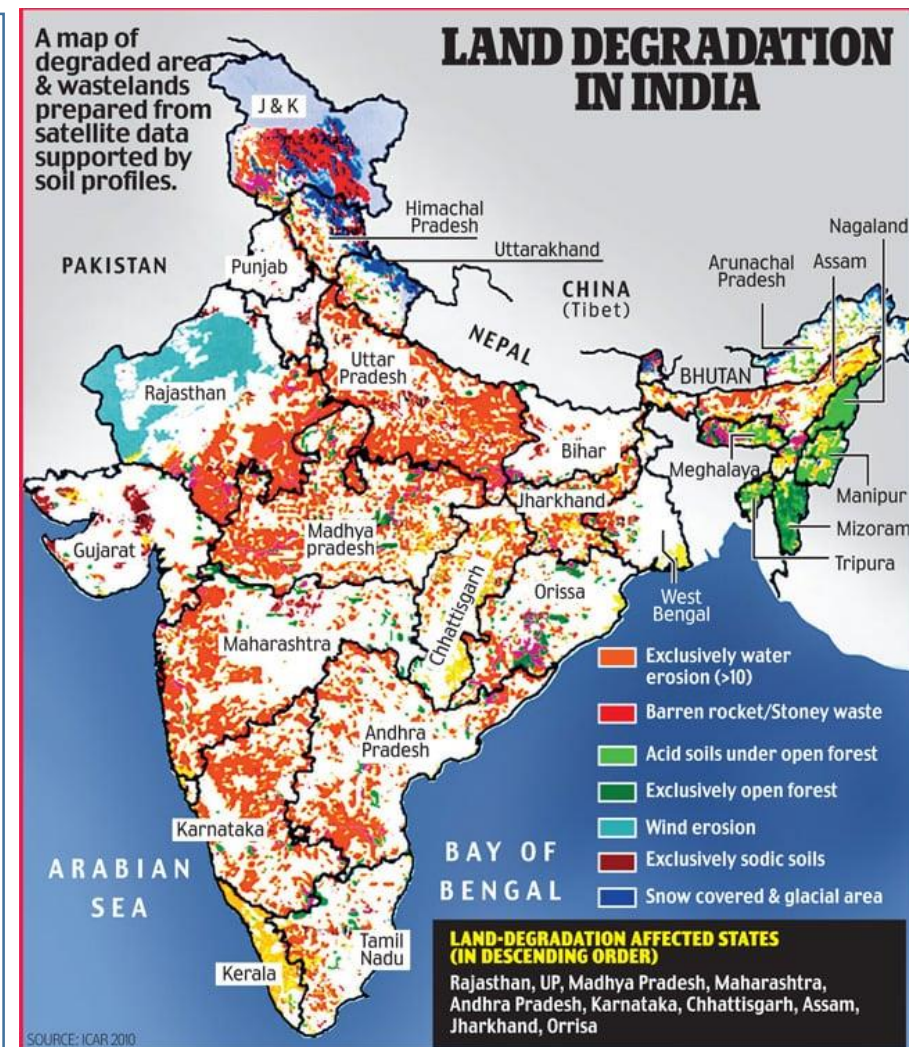 A map of
degraded area
& wastelands
prepared from
satellite data
supported by
soil profiles.
LAND DEGRADATION
IN INDIA
J & K
Himachal
Pradesh
Uttarakhand
Nagaland
Arunachal
Pradesh
Assam
PAKISTAN
Punjab
CHINA
(Tibet)
NEPAL
BHUTAN
Rajasthan
Uttar
Pradesh
Bihar
Meghalaya
Jharkhand
Manipur
Mizoram
Tripura
Gujarat
Madhya
pradesh
Chhattisgarh
Orissa
West
Bengal
Maharashtra
Andhra
Pradesh
Karnataka
Kerala
Tamil
Nadu
ARABIAN
SEA
BAY OF
BENGAL
Exclusively water
erosion (>10)
Barren rocket/Stoney waste
Acid soils under open forest
Exclusively open forest
Wind erosion
Exclusively sodic soils
Snow covered & glacial area
LAND-DEGRADATION AFFECTED STATES
(IN DESCENDING ORDER)
Rajasthan, UP, Madhya Pradesh, Maharashtra,
Andhra Pradesh, Karnataka, Chhattisgarh, Assam,
Jharkhand, Orrisa
SOURCE: ICAR 2010